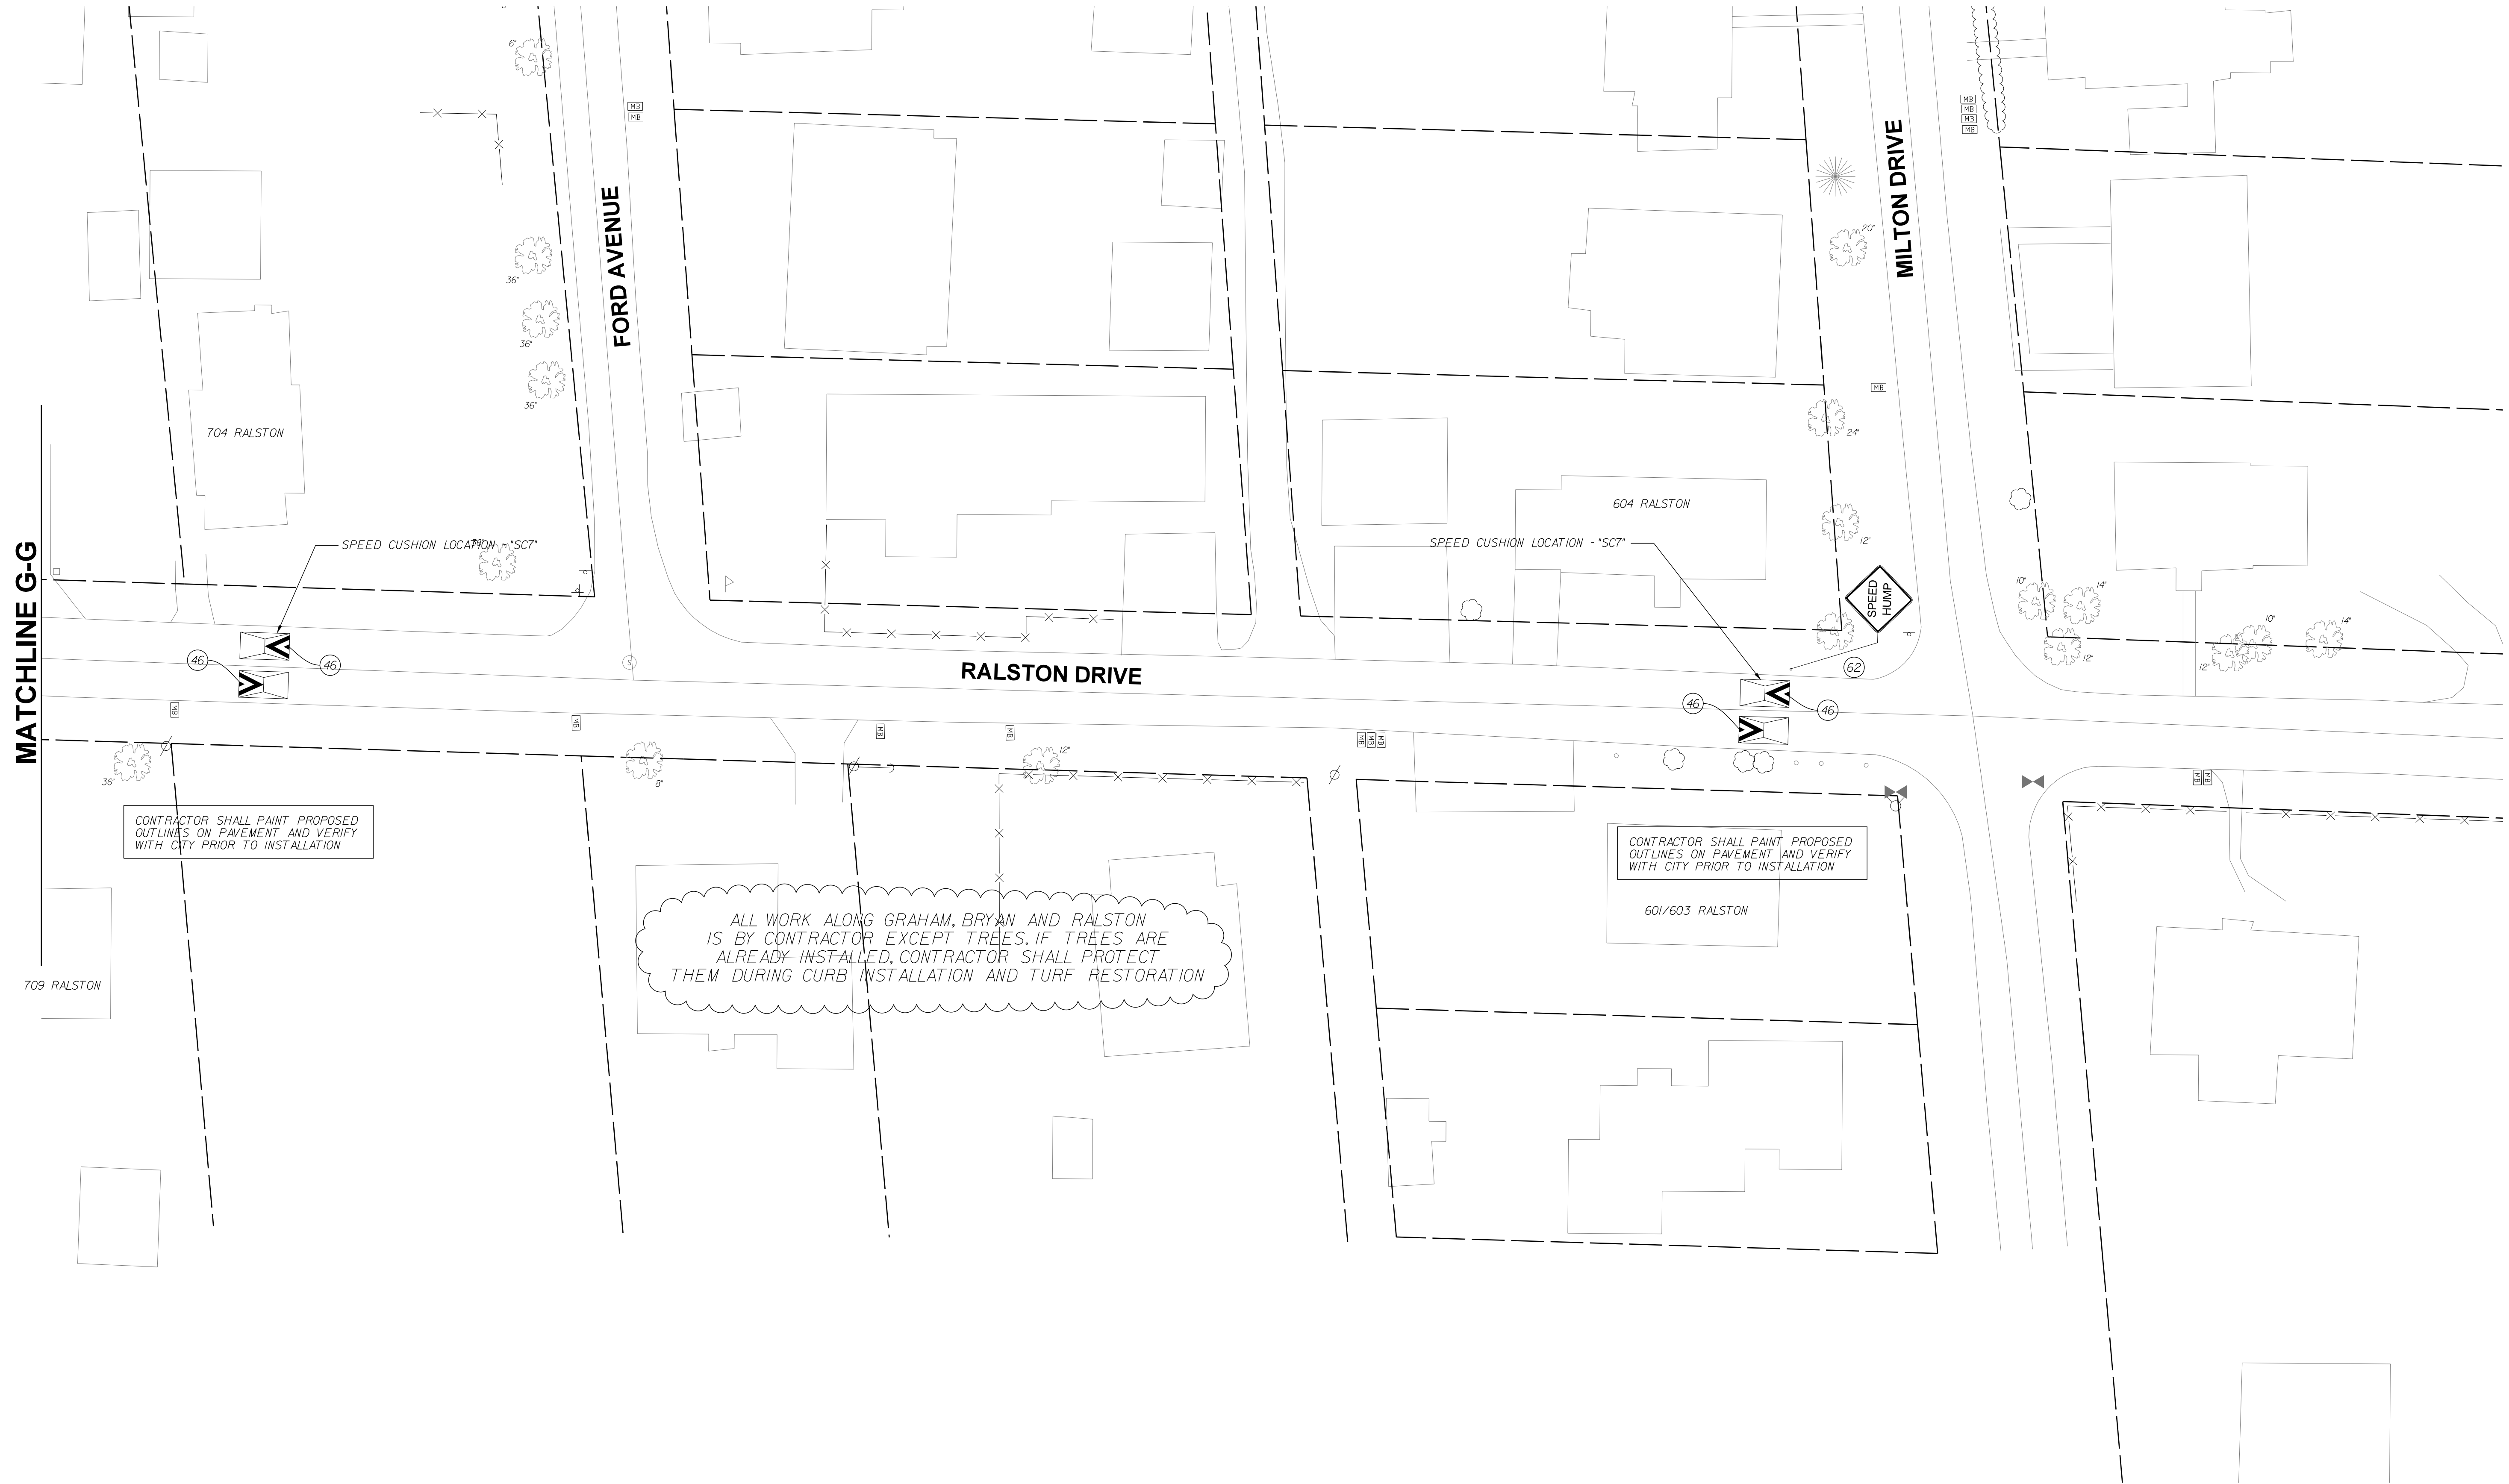 6"
MB
MB
MB
MB
MB
MB
FORD AVENUE
MILTON DRIVE
20"
36"
36"
36"
MB
24"
704 RALSTON
604 RALSTON
SPEED CUSHION LOCATION - "SC7"
SPEED CUSHION LOCATION - "SC7"
12"
MATCHLINE G-G
SPEED
HUMP
10"
14"
10"
14"
12"
12"
46
46
S
RALSTON DRIVE
62
46
46
MB
MB
MB
MB
MB
MB
MB
MB
MB
36"
8"
12"
CONTRACTOR SHALL PAINT PROPOSED
OUTLINES ON PAVEMENT AND VERIFY
WITH CITY PRIOR TO INSTALLATION
CONTRACTOR SHALL PAINT PROPOSED
OUTLINES ON PAVEMENT AND VERIFY
WITH CITY PRIOR TO INSTALLATION
ALL WORK ALONG GRAHAM, BRYAN AND RALSTON
IS BY CONTRACTOR EXCEPT TREES. IF TREES ARE
ALREADY INSTALLED, CONTRACTOR SHALL PROTECT
THEM DURING CURB INSTALLATION AND TURF RESTORATION
601/603 RALSTON
709 RALSTON